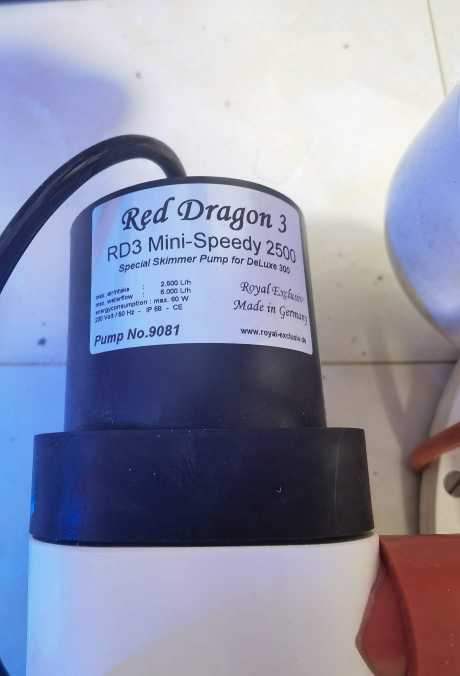 Red Dragon 3
RD3 Mini-Speedy 2500
Special Skimmer Pump for DeLuxe 300
max. airintake : 2.500 L/h
max. waterflow : 5.000 L/h
energyconsumption : max. 60 W
230 Volt / 50 Hz - IP 68 - CE
Royal Exclusiv
Made in Germany
Pump No.9081
www.royal-exclusiv.de